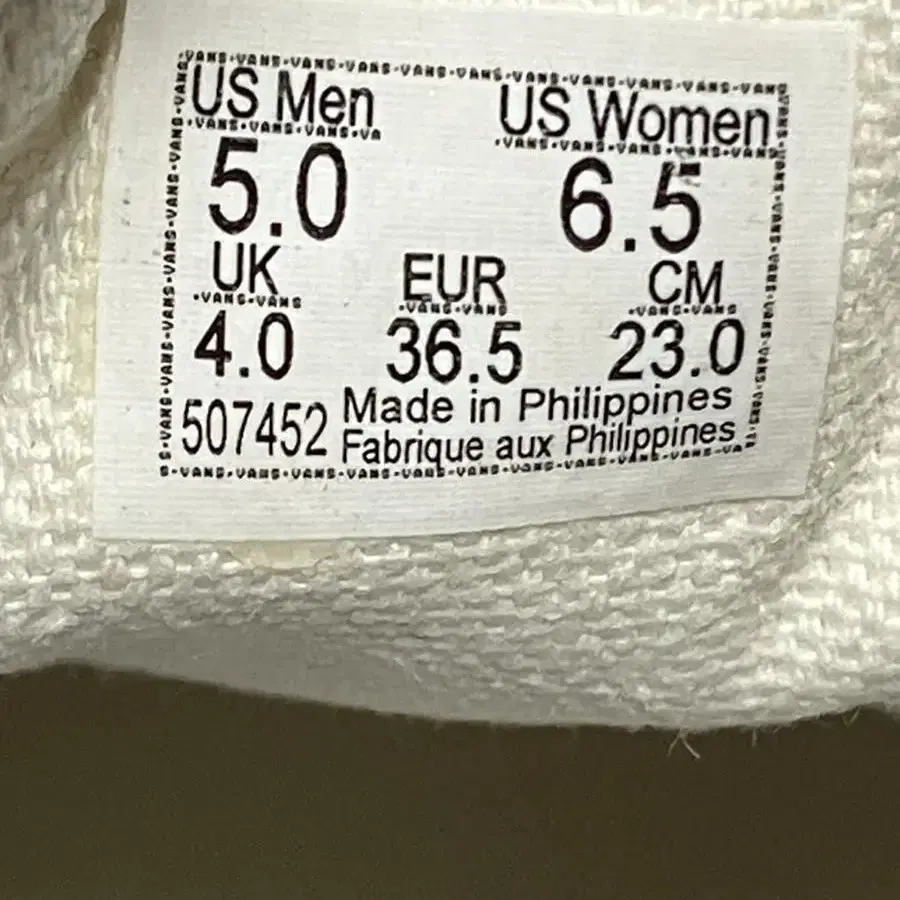 US Men US Women
5.0 6.5
UK EUR CM
4.0 36.5 23.0
507452 Made in Philippines
Fabrique aux Philippines